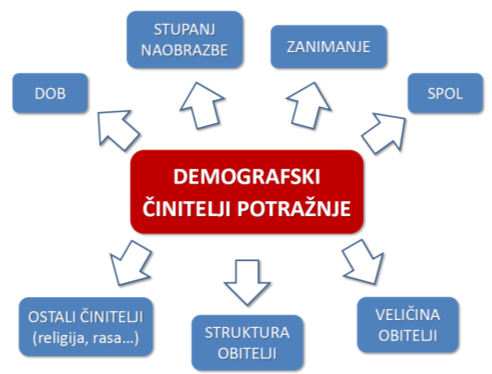 STUPANJ
NAOBRAZBE
ZANIMANJE
DOB
SPOL
DEMOGRAFSKI
ČINITELJI POTRAŽNJE
OSTALI ČINITELJI
(religija, rasa...)
STRUKTURA
OBITELJI
VELIČINA
OBITELJI